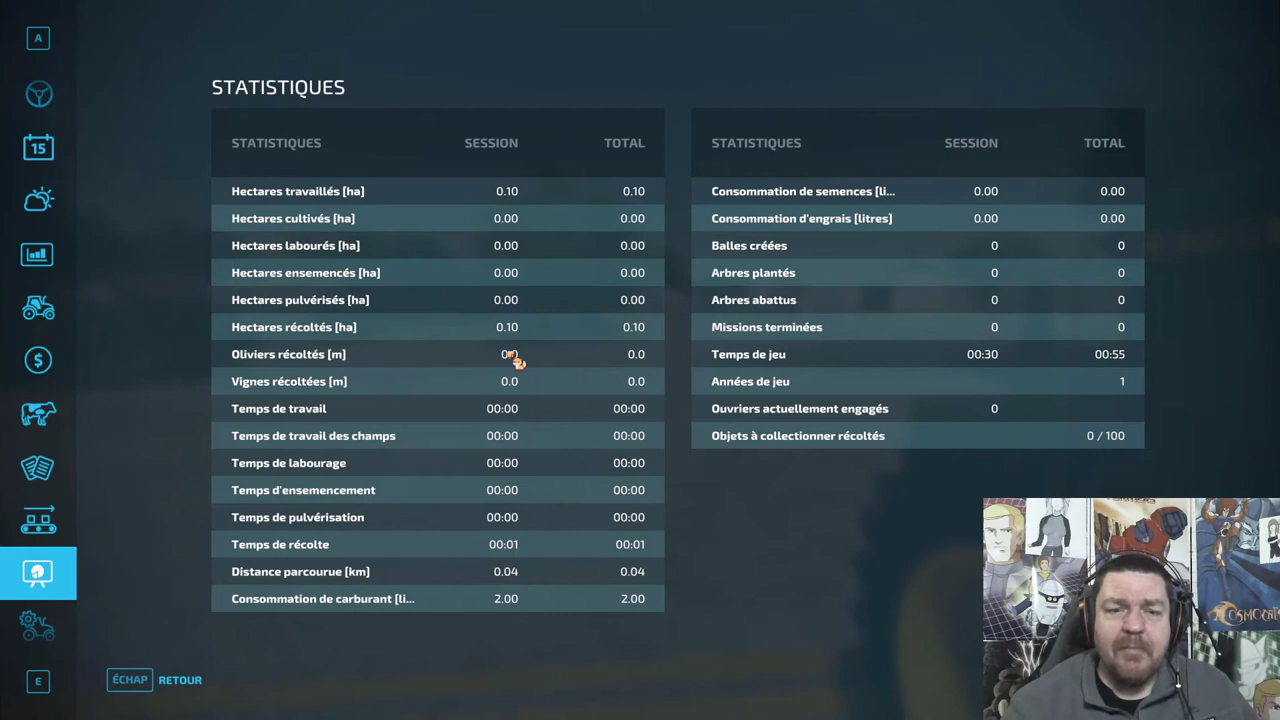 A
15
STATISTIQUES
STATISTIQUES SESSION TOTAL
Hectares travaillés [ha] 0.10 0.10
Hectares cultivés [ha] 0.00 0.00
Hectares labourés [ha] 0.00 0.00
Hectares ensemencés [ha] 0.00 0.00
Hectares pulvérisés [ha] 0.00 0.00
Hectares récoltés [ha] 0.10 0.10
Oliviers récoltés [m] 0.0
Vignes récoltées [m] 0.0 0.0
Temps de travail 00:00 00:00
Temps de travail des champs 00:00 00:00
Temps de labourage 00:00 00:00
Temps d'ensemencement 00:00 00:00
Temps de pulvérisation 00:00 00:00
Temps de récolte 00:01 00:01
Distance parcourue [km] 0.04 0.04
Consommation de carburant [li... 2.00 2.00
STATISTIQUES SESSION TOTAL
Consommation de semences [li... 0.00 0.00
Consommation d'engrais [litres] 0.00 0.00
Balles créées 0 0
Arbres plantés 0 0
Arbres abattus 0 0
Missions terminées 0 0
Temps de jeu 00:30 00:55
Années de jeu 1
Ouvriers actuellement engagés 0
Objets à collectionner récoltés 0 / 100
E
ÉCHAP RETOUR